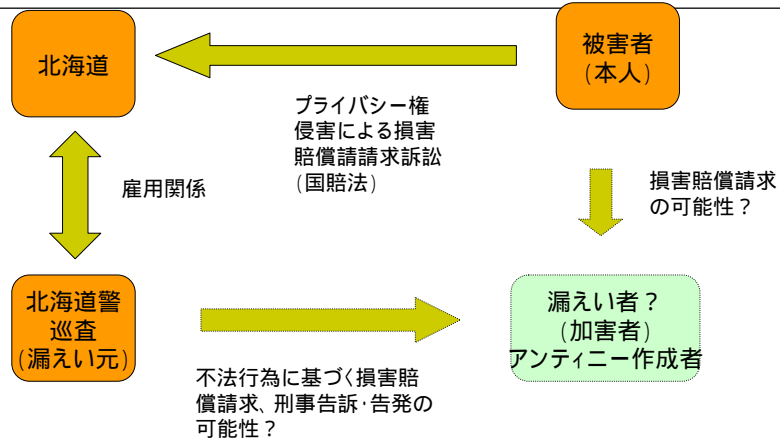 北海道
被害者
(本人)
プライバシー権
侵害による損害
賠償請請求訴訟
(国賠法)
雇用関係
損害賠償請求
の可能性？
北海道警
巡査
(漏えい元)
漏えい者？
(加害者)
アンティニー作成者
不法行為に基づく損害賠
償請求、刑事告訴・告発の
可能性？